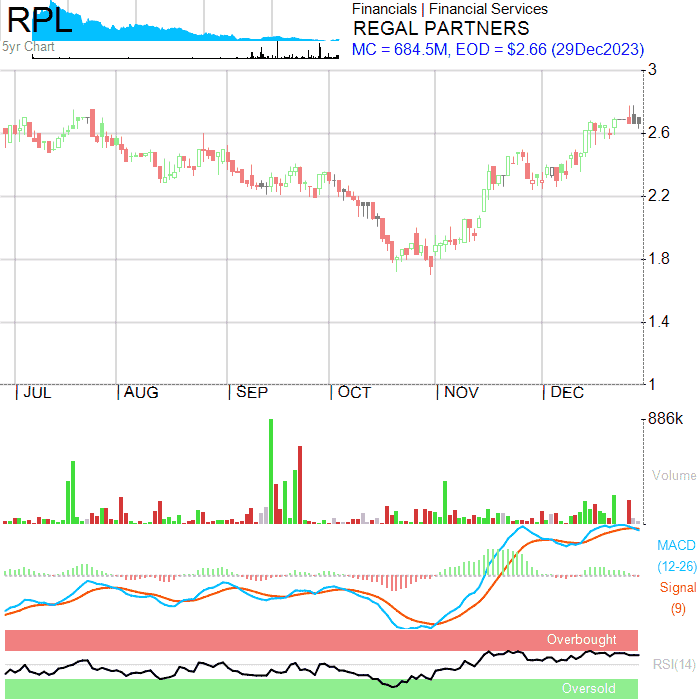 RPL
5yr Chart
Financials | Financial Services
REGAL PARTNERS
MC = 684.5M, EOD = $2.66 (29Dec2023)
3
2.6
2.2
1.8
1.4
1
JUL AUG SEP OCT NOV DEC
886k
Volume
MACD
(12-26)
Signal
(9)
Overbought
RSI(14)
Oversold